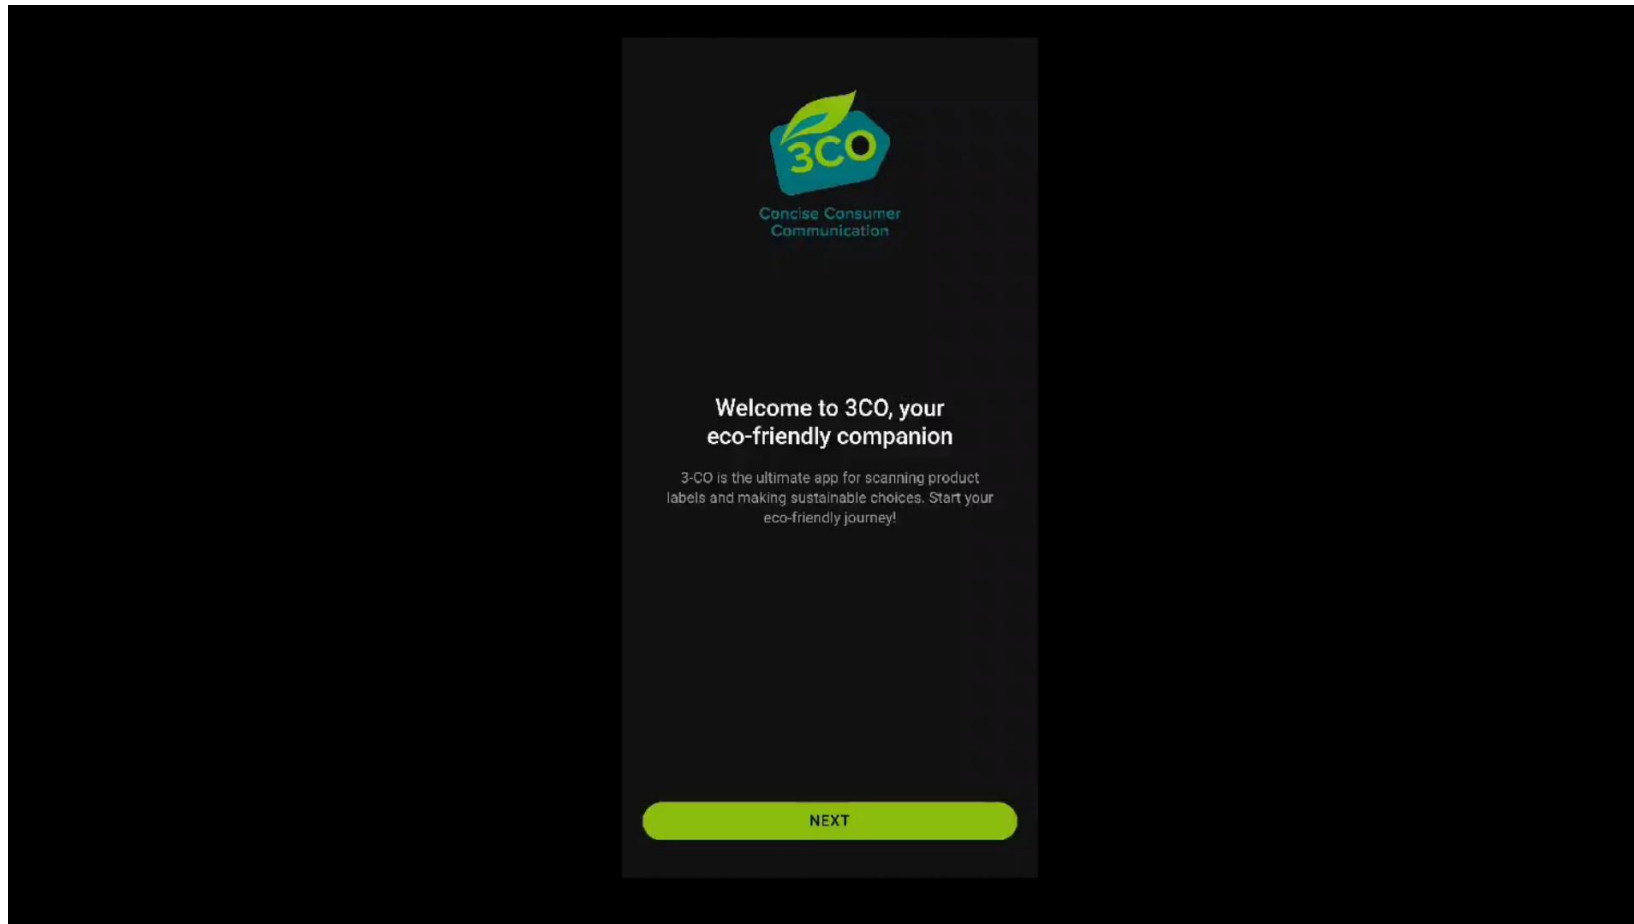 3CO
Concise Consumer
Communication
Welcome to 3CO, your
eco-friendly companion
3-CO is the ultimate app for scanning product
labels and making sustainable choices. Start your
eco-friendly journey!
NEXT